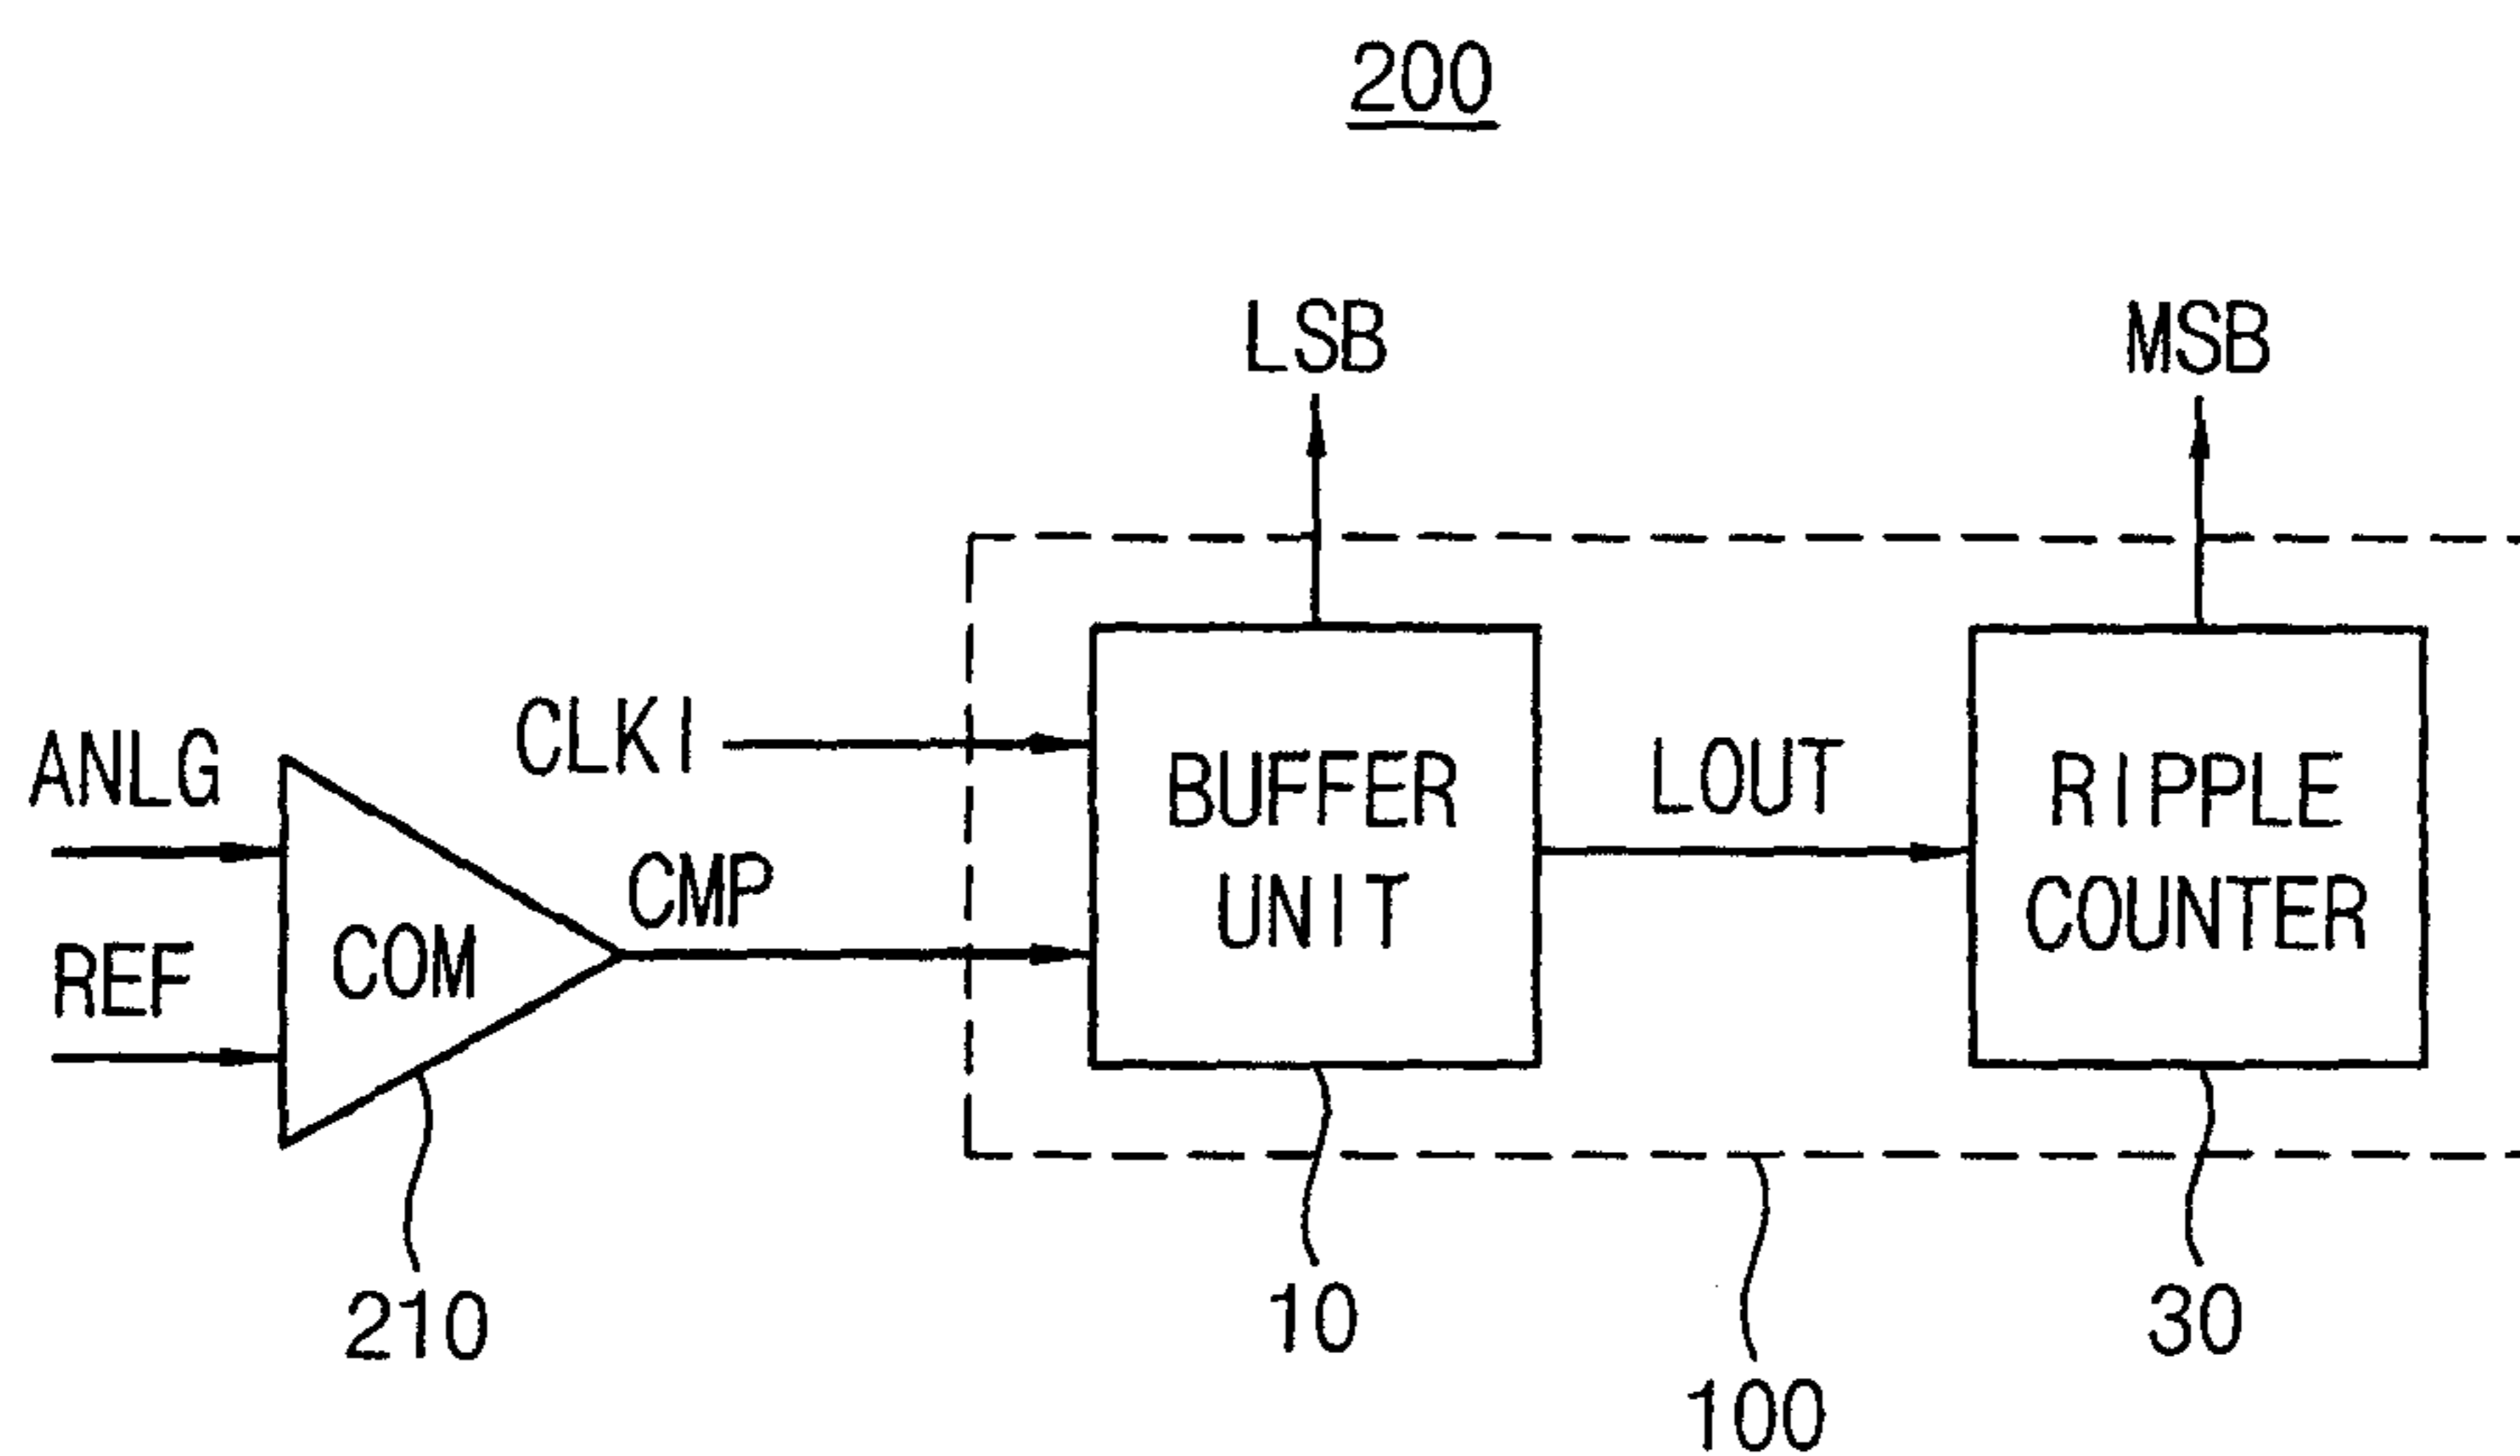 200
LSB
MSB
CLKI
ANLG
BUFFER
UNIT
LOUT
RIPPLE
COUNTER
CMP
COM
REF
210
10
30
100